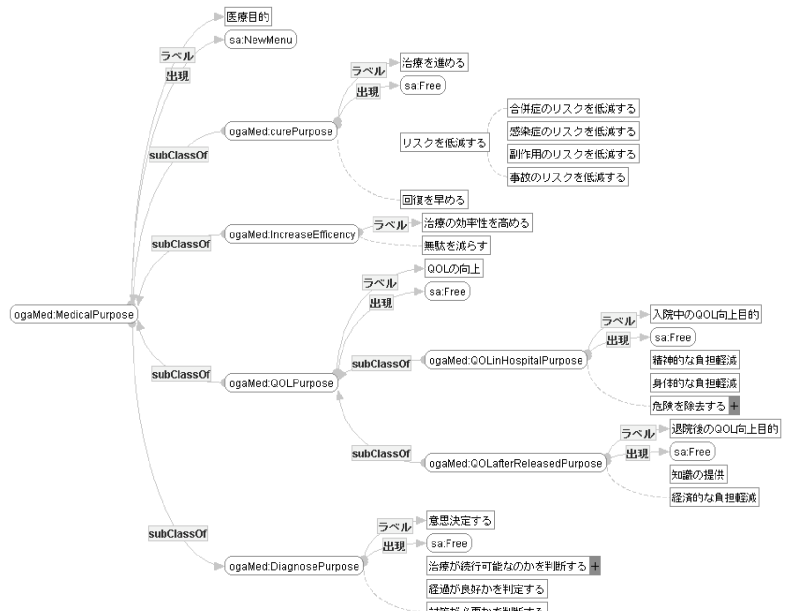 医療目的
sa:NewMenu
ラベル
出現
治療を進める
ラベル
sa:Free
出現
合併症のリスクを低減する
ogaMed:curePurpose
感染症のリスクを低減する
リスクを低減する
subClassOf
副作用のリスクを低減する
事故のリスクを低減する
回復を早める
ラベル
治療の効率性を高める
ogaMed:IncreaseEfficency
subClassOf
無駄を減らす
QOLの向上
ラベル
sa:Free
出現
ogaMed:MedicalPurpose
入院中のQOL向上目的
ラベル
sa:Free
出現
subClassOf
ogaMed:QOLinHospitalPurpose
精神的な負担軽減
subClassOf
ogaMed:QOLPurpose
身体的な負担軽減
危険を除去する +
退院後のQOL向上目的
ラベル
subClassOf
出現
sa:Free
ogaMed:QOLafterReleasedPurpose
知識の提供
経済的な負担軽減
意思決定する
ラベル
subClassOf
出現
sa:Free
ogaMed:DiagnosePurpose
治療が続行可能なのかを判断する +
経過が良好かを判定する
対策が必要かを判断する